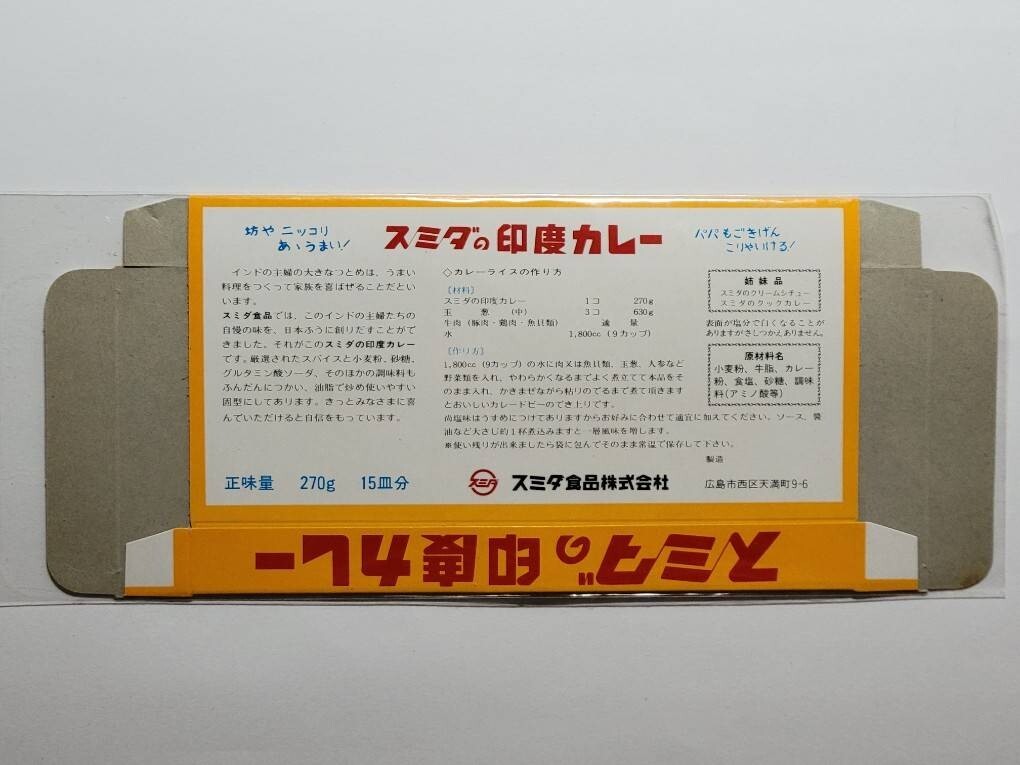 坊や ニッコリ
あゝうまい!
スミダの印度カレー
パパもごきげん
こりゃいける!
インドの主婦の大きなつとめは、うまい
料理をつくって家族を喜ばせることだとい
います。
スミダ食品では、このインドの主婦たちの
自慢の味を、日本ふうに創りだすことがで
きました。それがこのスミダの印度カレー
です。厳選されたスパイスと小麦粉、砂糖、
グルタミン酸ソーダ、そのほかの調味料も
ふんだんにつかい、油脂で炒め使いやすい
固型にしてあります。きっとみなさまに喜
んでいただけると自信をもっています。
◇カレーライスの作り方
〔材料〕
スミダの印度カレー 1コ 270g
玉葱 (中) 3コ 630g
牛肉(豚肉・鶏肉・魚貝類) 適量
水 1,800cc(9カップ)
〔作り方〕
1,800cc(9カップ)の水に肉又は魚貝類、玉葱、人参など
野菜類を入れ、やわらかくなるまでよく煮立てて本品をそ
のまま入れ、かきまぜながら粘りのでるまで煮て頂きます
とおいしいカレードビーのでき上りです。
尚塩味はうすめにつけてありますからお好みに合わせて適宜に加えてください。ソース、醤
油など大さじ約1杯煮込みますと一層風味を増します。
※使い残りが出来ましたら袋に包んでそのまま常温で保存して下さい。
姉妹品
スミダのクリームシチュー
スミダのクックカレー
表面が塩分で白くなることが
ありますがさしつかえありません。
原材料名
小麦粉、牛脂、カレー
粉、食塩、砂糖、調味
料(アミノ酸等)
製造
正味量 270g 15皿分
スミダ
スミダ食品株式会社
広島市西区天満町9-6
スミダの印度カレー